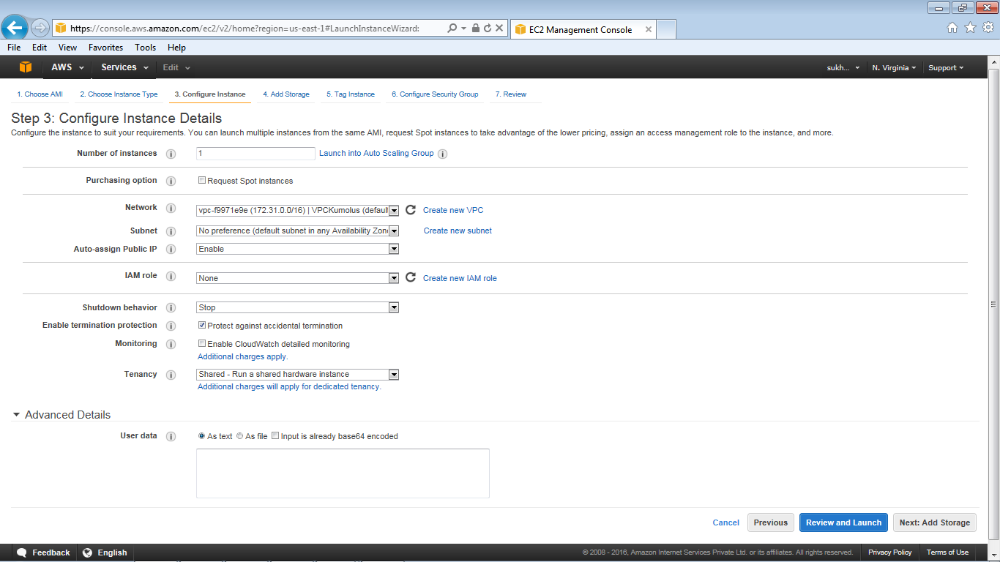 https://console.aws.amazon.com/ec2/v2/home?region=us-east-1#LaunchInstanceWizard:
EC2 Management Console
File Edit View Favorites Tools Help
AWS Services Edit sukh... N. Virginia Support
1. Choose AMI 2. Choose Instance Type 3. Configure Instance 4. Add Storage 5. Tag Instance 6. Configure Security Group 7. Review
Step 3: Configure Instance Details
Configure the instance to suit your requirements. You can launch multiple instances from the same AMI, request Spot instances to take advantage of the lower pricing, assign an access management role to the instance, and more.
Number of instances i 1 Launch into Auto Scaling Group i
Purchasing option i Request Spot instances
Network i vpc-f9971e9e (172.31.0.0/16) | VPCKumolus (defaul Create new VPC
Subnet i No preference (default subnet in any Availability Zon Create new subnet
Auto-assign Public IP i Enable
IAM role i None Create new IAM role
Shutdown behavior i Stop
Enable termination protection i Protect against accidental termination
Monitoring i Enable CloudWatch detailed monitoring
Additional charges apply.
Tenancy i Shared - Run a shared hardware instance
Additional charges will apply for dedicated tenancy.
Advanced Details
User data i As text As file Input is already base64 encoded
Cancel Previous Review and Launch Next: Add Storage
Feedback English © 2008 - 2016, Amazon Internet Services Private Ltd. or its affiliates. All rights reserved. Privacy Policy Terms of Use